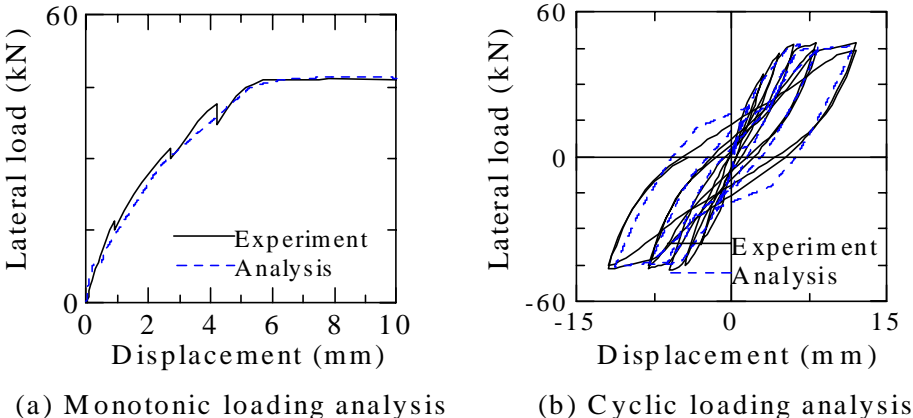 60
Lateral load (kN)
Experiment
Analysis
0
0 2 4 6 8 10
Displacement (mm)
(a) Monotonic loading analysis
60
Lateral load (kN)
0
Experiment
Analysis
-60
-15 0 15
Displacement (mm)
(b) Cyclic loading analysis